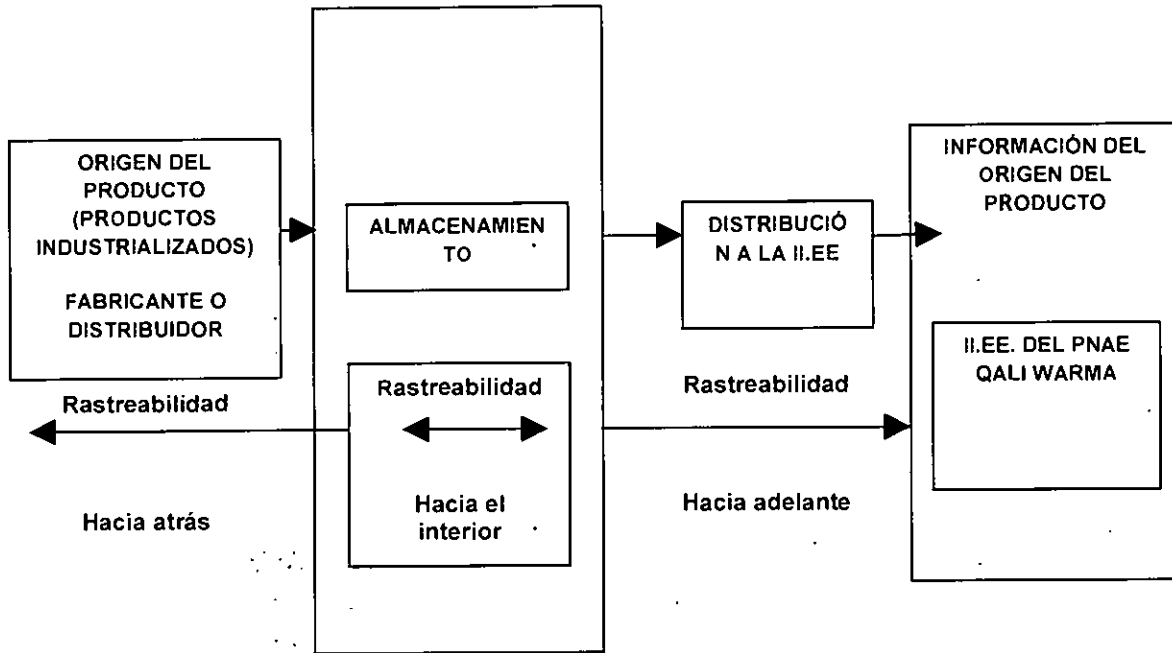 ORIGEN DEL
PRODUCTO
(PRODUCTOS
INDUSTRIALIZADOS)
FABRICANTE O
DISTRIBUIDOR
ALMACENAMIEN
TO
DISTRIBUCIÓ
N A LA II.EE
INFORMACIÓN DEL
ORIGEN DEL
PRODUCTO
II.EE. DEL PNAE
QALI WARMA
Rastreabilidad
Hacia atrás
Rastreabilidad
Hacia el
interior
Rastreabilidad
Hacia adelante